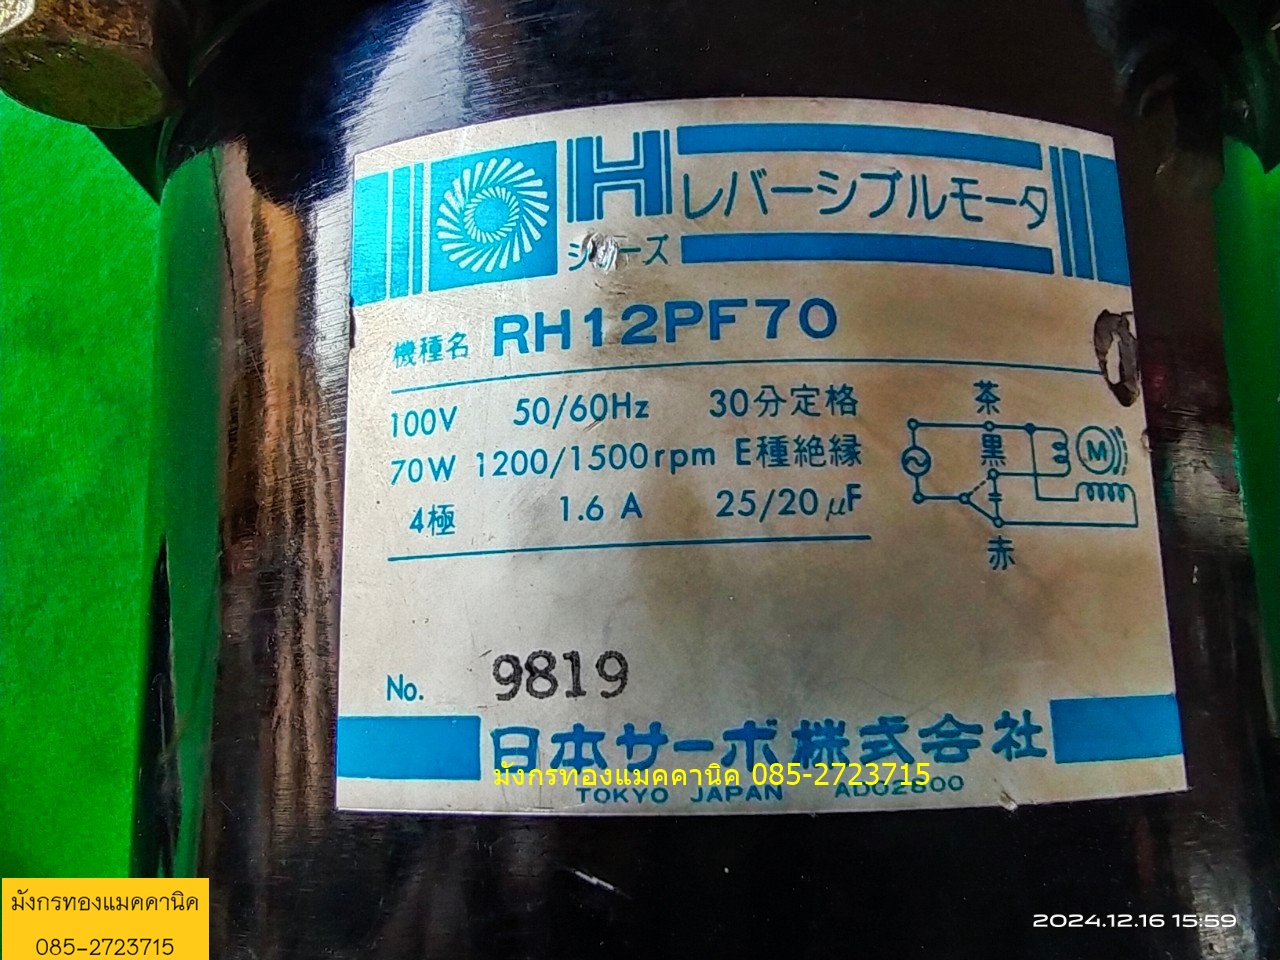 H レバーシブルモータ
シリーズ
機種名 RH12PF70
100V 50/60Hz 30分定格
70W 1200/1500rpm E種絶縁
4極 1.6 A 25/20 μF
茶
黒
M
赤
No. 9819
日本サーボ株式会社
มังกรทองแมคคานิค 085-2723715
TOKYO JAPAN ADO2800
มังกรทองแมคคานิค
085-2723715
2024.12.16 15:59